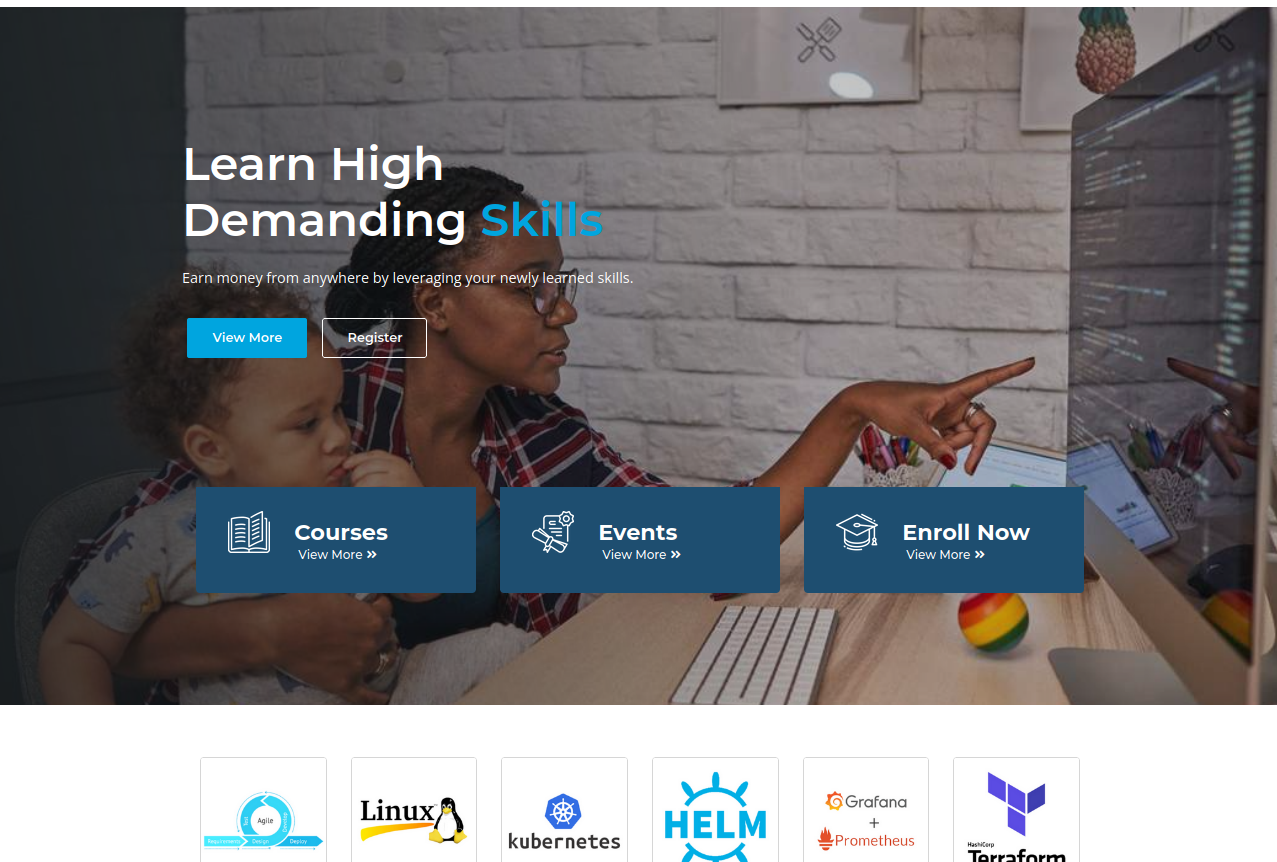 Learn High
Demanding Skills
Earn money from anywhere by leveraging your newly learned skills.
View More
Register
Courses
View More »
Events
View More »
Enroll Now
View More »
Agile
Test
Develop
Requirements
Design
Deploy
Linux
kubernetes
HELM
Grafana
+
Prometheus
HashiCorp
Terraform